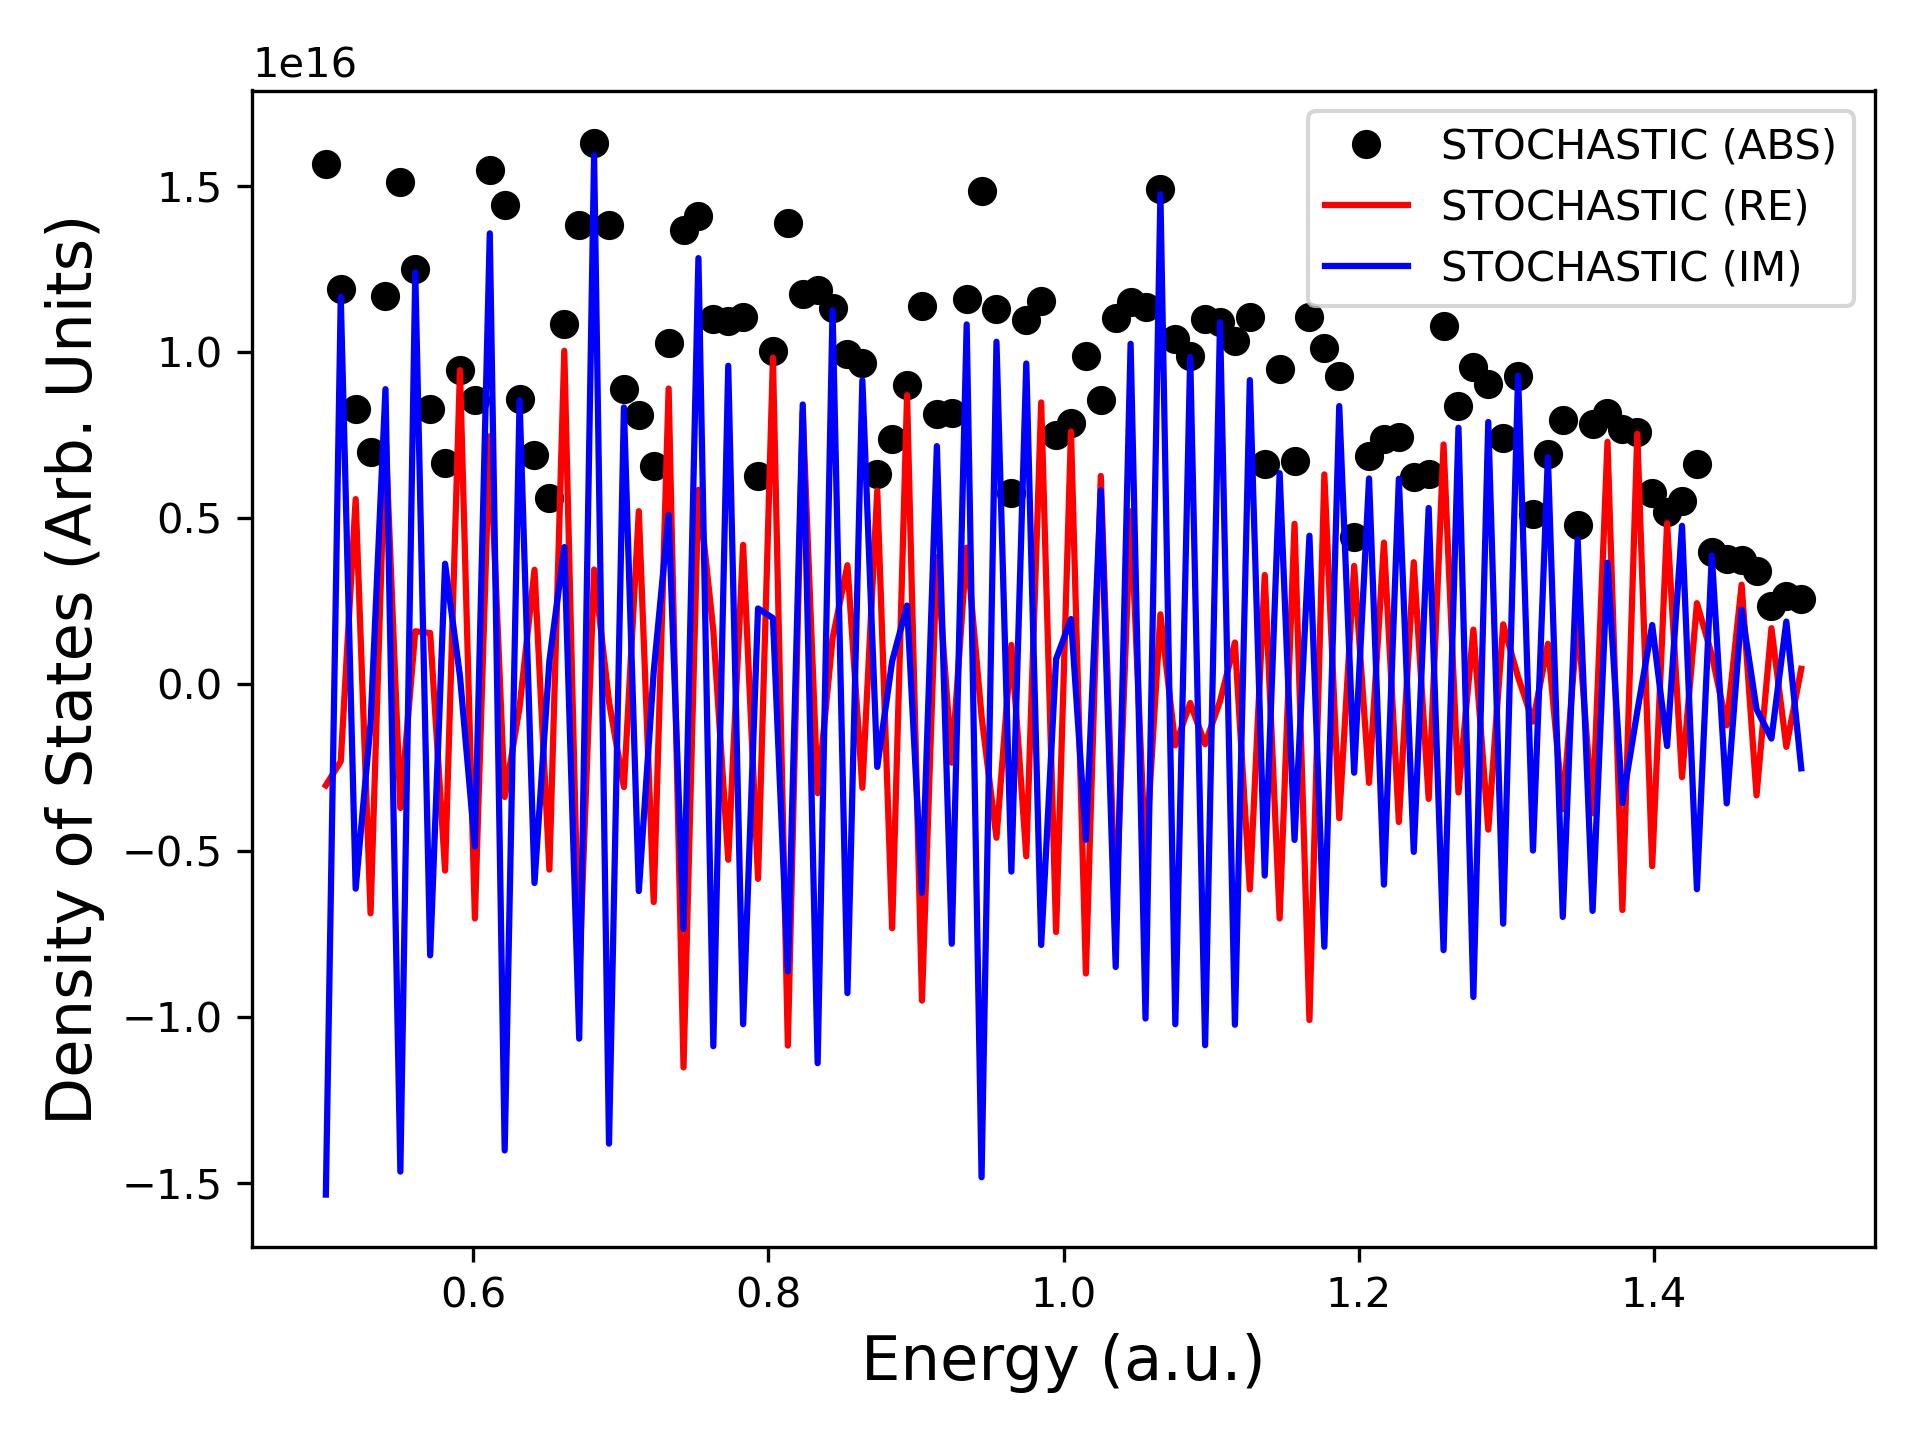 1e16
STOCHASTIC (ABS)
STOCHASTIC (RE)
STOCHASTIC (IM)
Density of States (Arb. Units)
1.5
1.0
0.5
0.0
−0.5
−1.0
−1.5
0.6 0.8 1.0 1.2 1.4
Energy (a.u.)